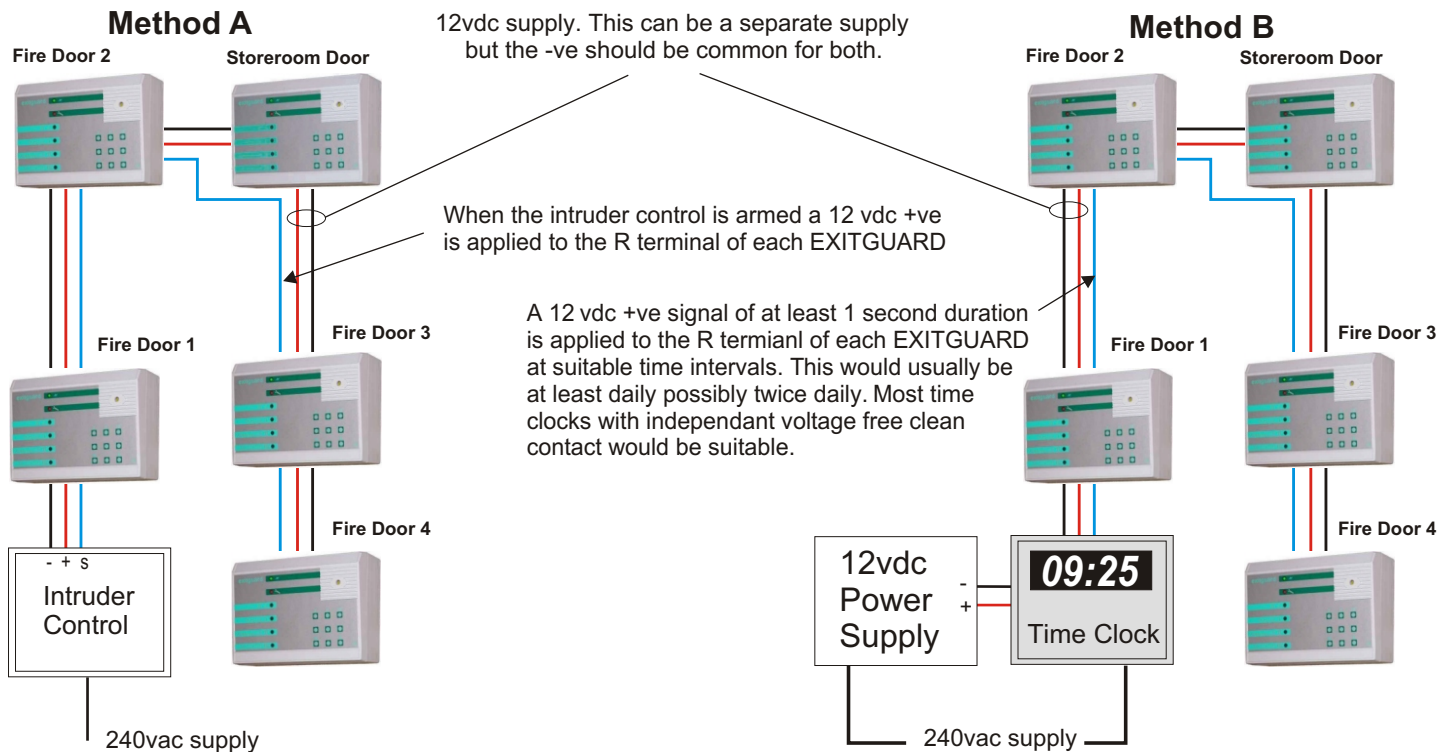 Method A
Fire Door 2
Storeroom Door
12vdc supply. This can be a separate supply
but the -ve should be common for both.
Method B
Fire Door 2
Storeroom Door
When the intruder control is armed a 12 vdc +ve
is applied to the R terminal of each EXITGUARD
A 12 vdc +ve signal of at least 1 second duration
is applied to the R termianl of each EXITGUARD
at suitable time intervals. This would usually be
at least daily possibly twice daily. Most time
clocks with independant voltage free clean
contact would be suitable.
Fire Door 1
Fire Door 3
Fire Door 1
Fire Door 3
Fire Door 4
Fire Door 4
- + s
Intruder
Control
240vac supply
12vdc
Power
Supply
-
+
09:25
Time Clock
240vac supply